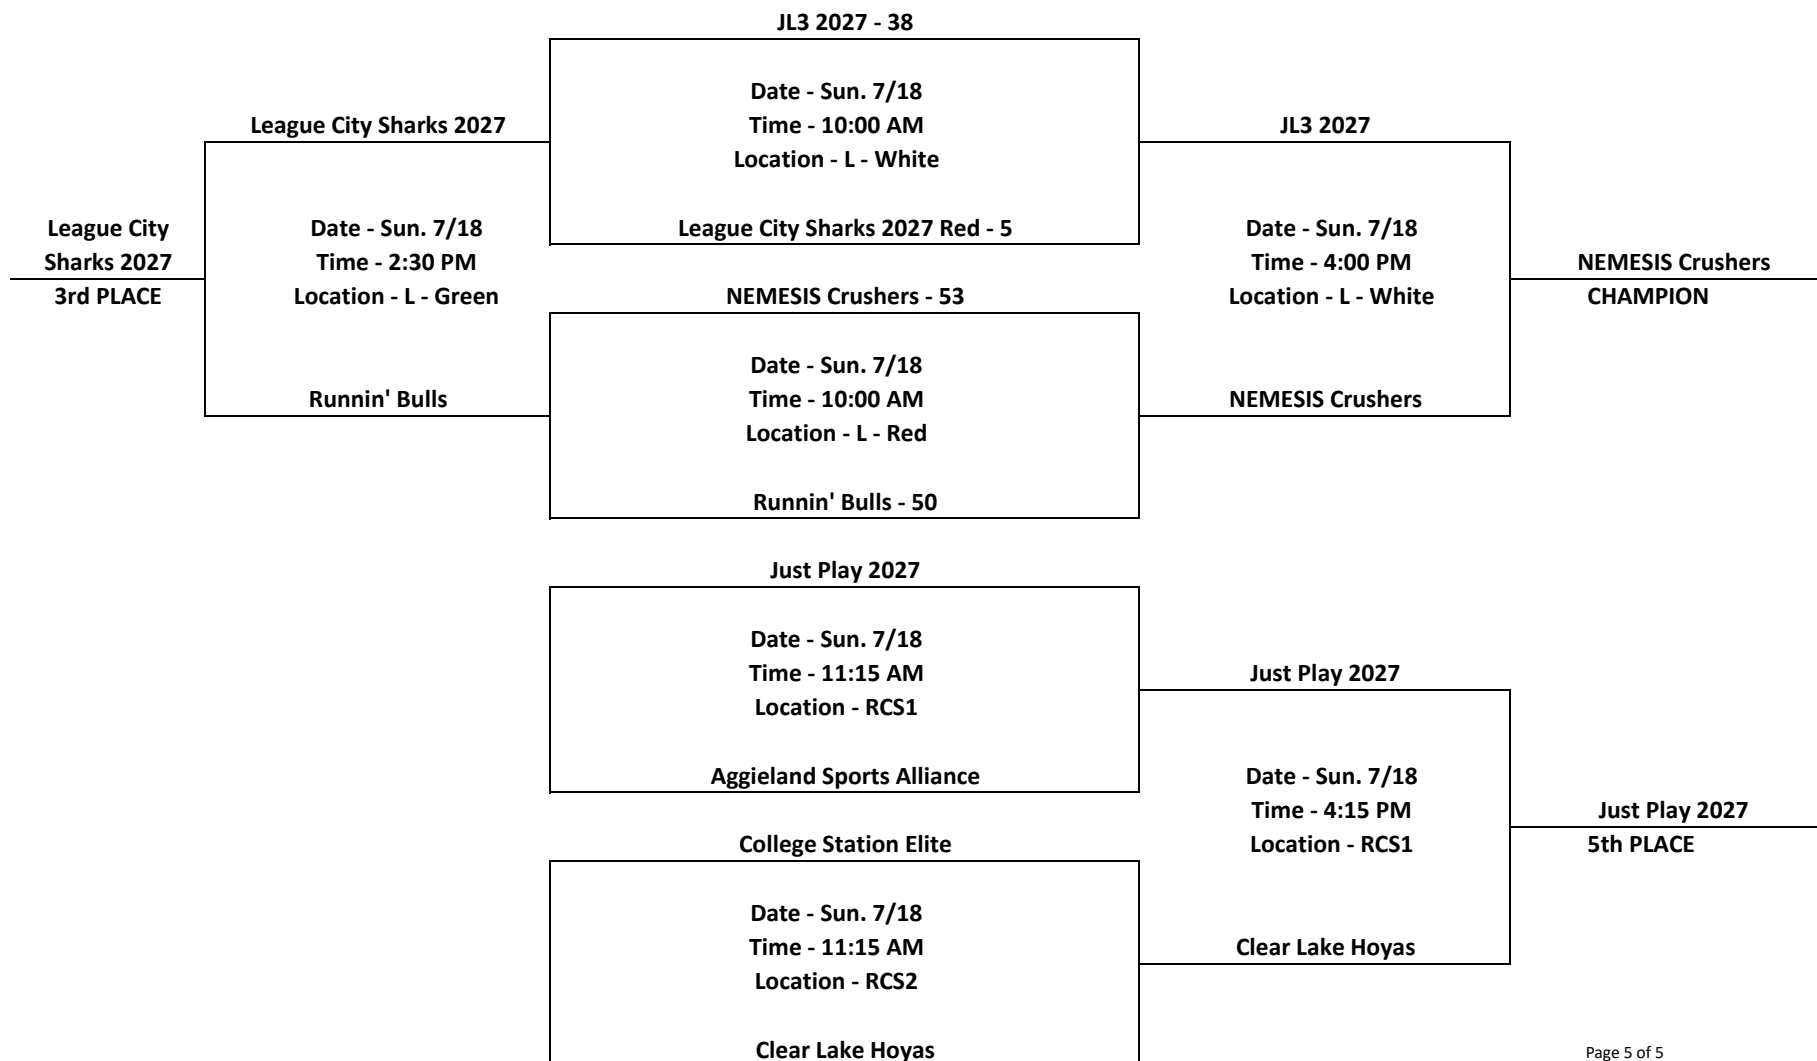 JL3 2027 - 38
Date - Sun. 7/18
League City Sharks 2027
Time - 10:00 AM
JL3 2027
Location - L - White
League City
Date - Sun. 7/18
League City Sharks 2027 Red - 5
Date - Sun. 7/18
Sharks 2027
Time - 2:30 PM
Time - 4:00 PM
NEMESIS Crushers
3rd PLACE
Location - L - Green
NEMESIS Crushers - 53
Location - L - White
CHAMPION
Date - Sun. 7/18
Runnin' Bulls
Time - 10:00 AM
NEMESIS Crushers
Location - L - Red
Runnin' Bulls - 50
Just Play 2027
Date - Sun. 7/18
Time - 11:15 AM
Just Play 2027
Location - RCS1
Aggieland Sports Alliance
Date - Sun. 7/18
Time - 4:15 PM
Just Play 2027
College Station Elite
Location - RCS1
5th PLACE
Date - Sun. 7/18
Time - 11:15 AM
Clear Lake Hoyas
Location - RCS2
Clear Lake Hoyas
Page 5 of 5